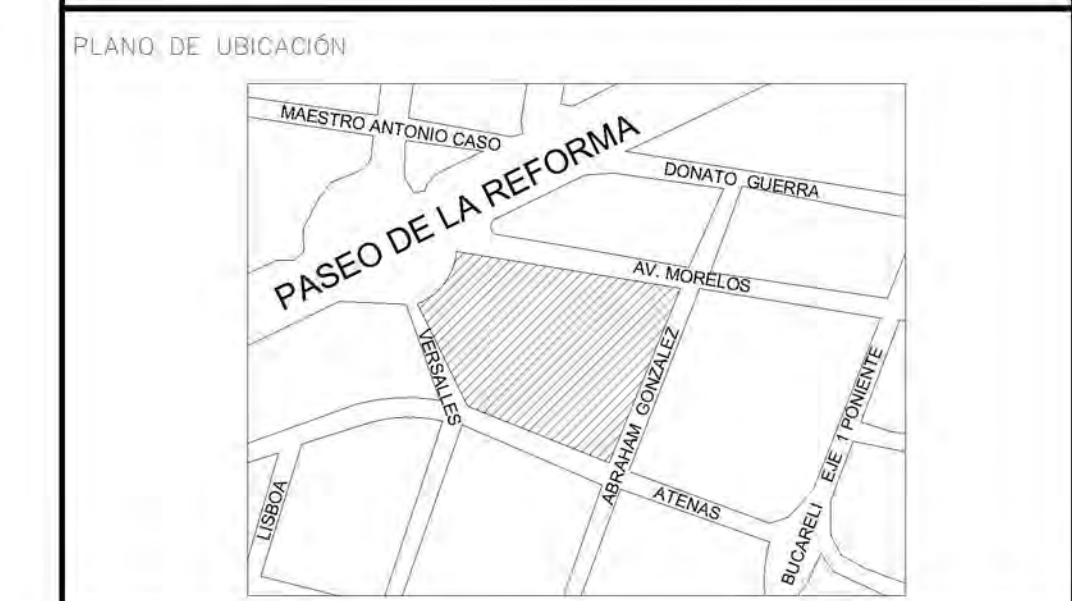 PLANO DE UBICACIÓN
MAESTRO ANTONIO CASO
PASEO DE LA REFORMA
DONATO GUERRA
AV. MORELOS
VERSALLES
ABRAHAM GONZALEZ
BUCARELI EJE 1 PONIENTE
LISBOA
ATENAS